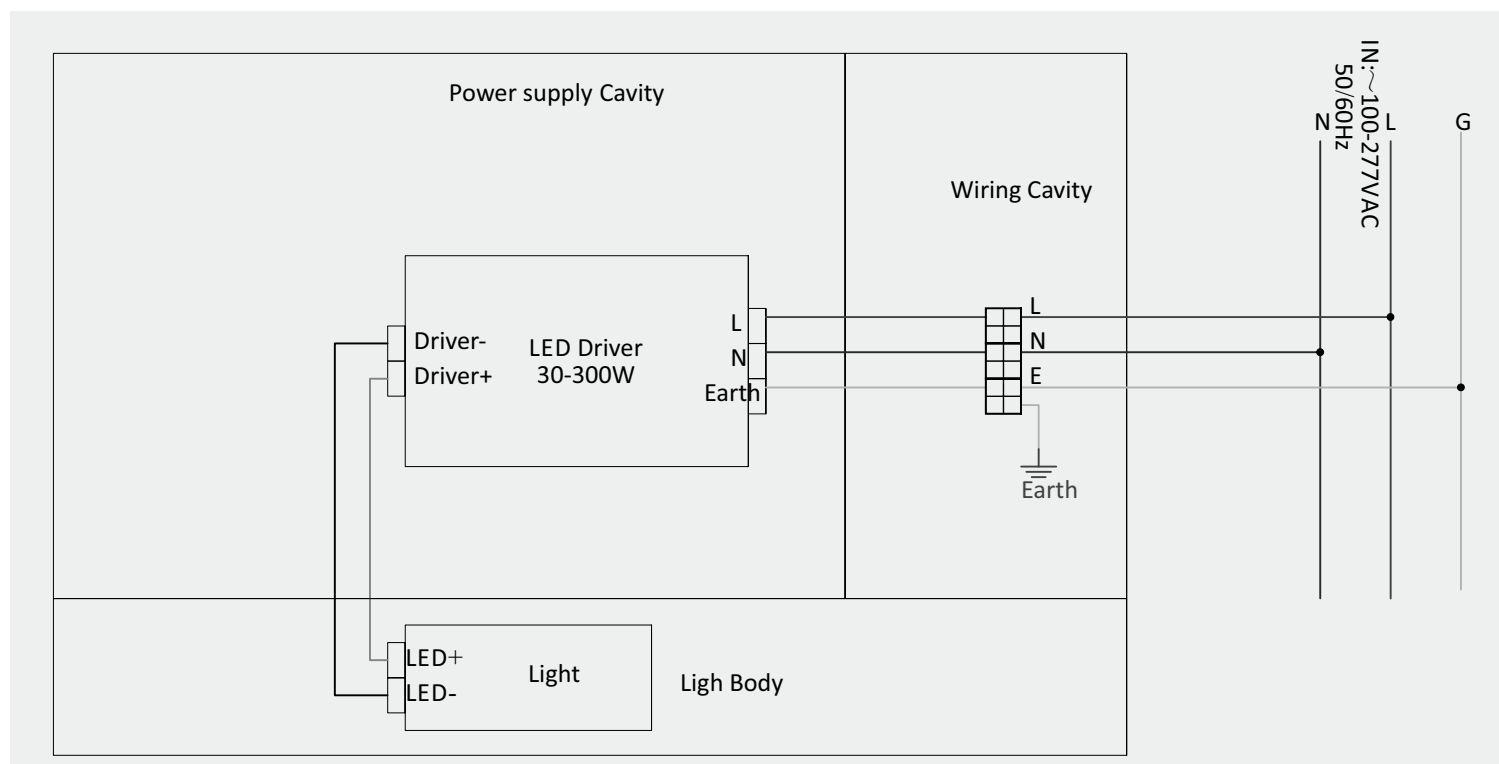 Power supply Cavity
Wiring Cavity
IN:~100-277VAC
50/60Hz
N
L
G
Driver-
Driver+
LED Driver
30-300W
L
N
Earth
L
N
E
Earth
LED+
LED-
Light
Ligh Body